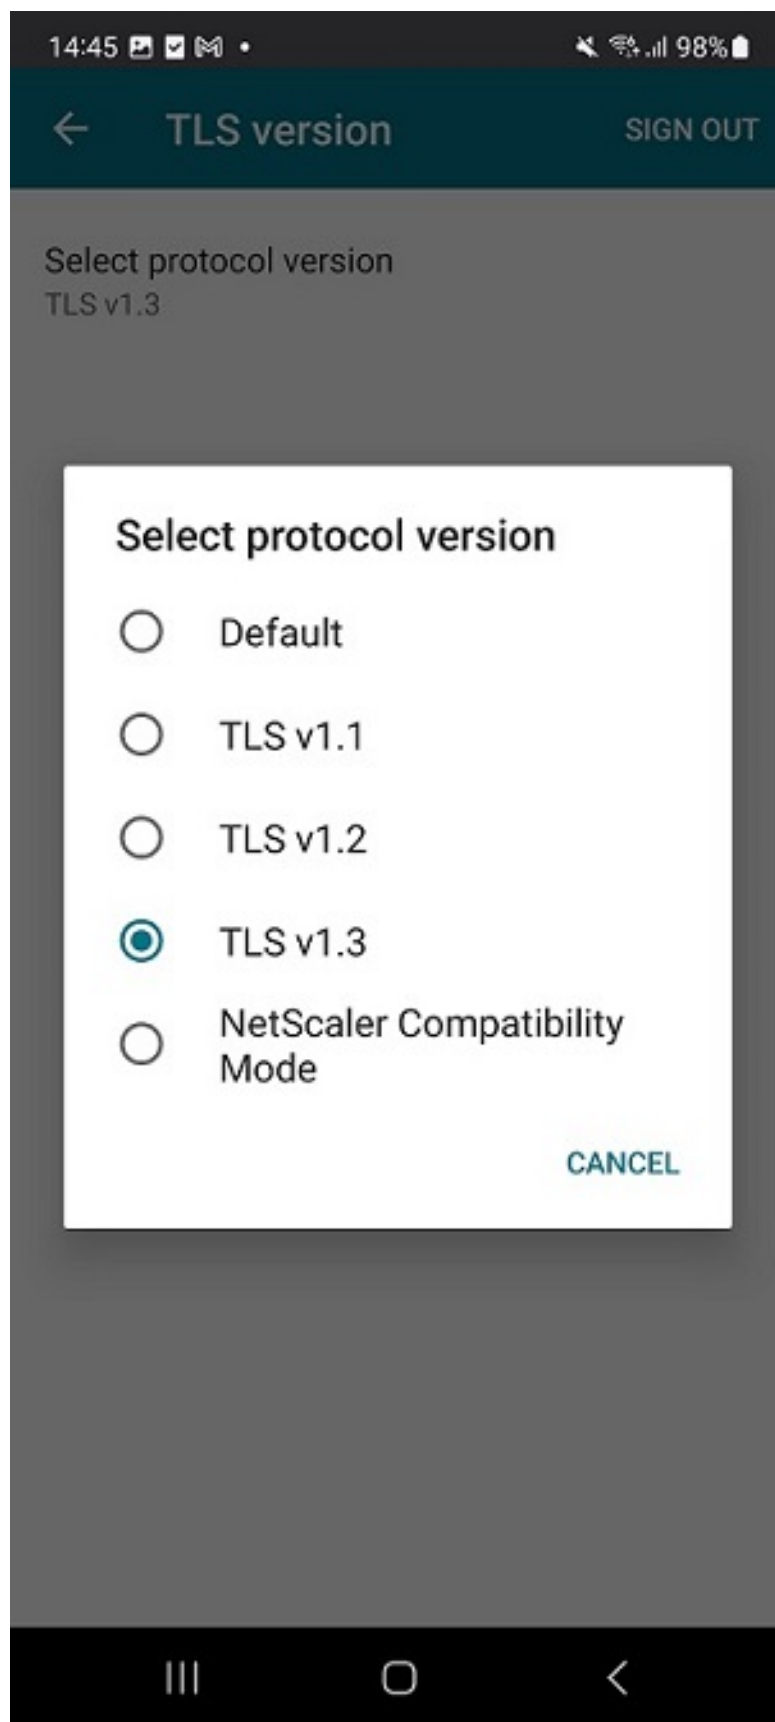 14:45 98%
TLS version SIGN OUT
Select protocol version
TLS v1.3
Select protocol version
Default
TLS v1.1
TLS v1.2
TLS v1.3
NetScaler Compatibility
Mode
CANCEL